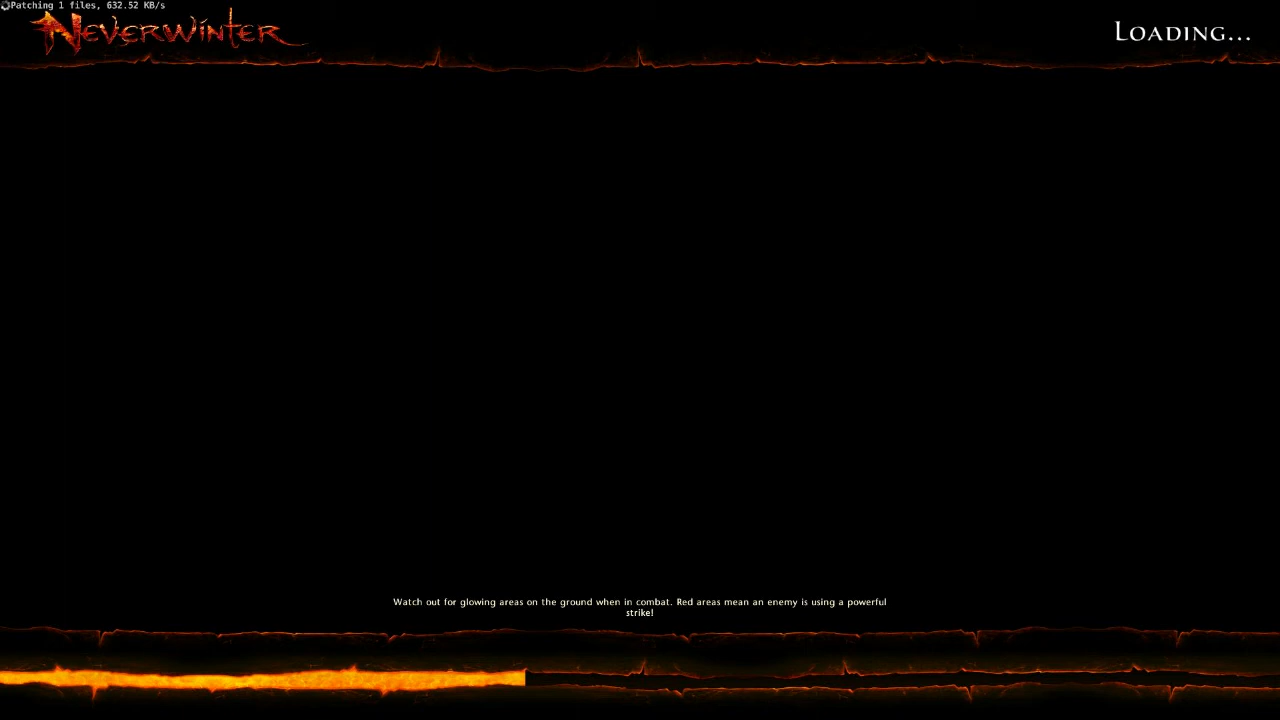 Patching 1 files, 632.52 KB/s
NEVERWINTER
LOADING...
Watch out for glowing areas on the ground when in combat. Red areas mean an enemy is using a powerful
strike!